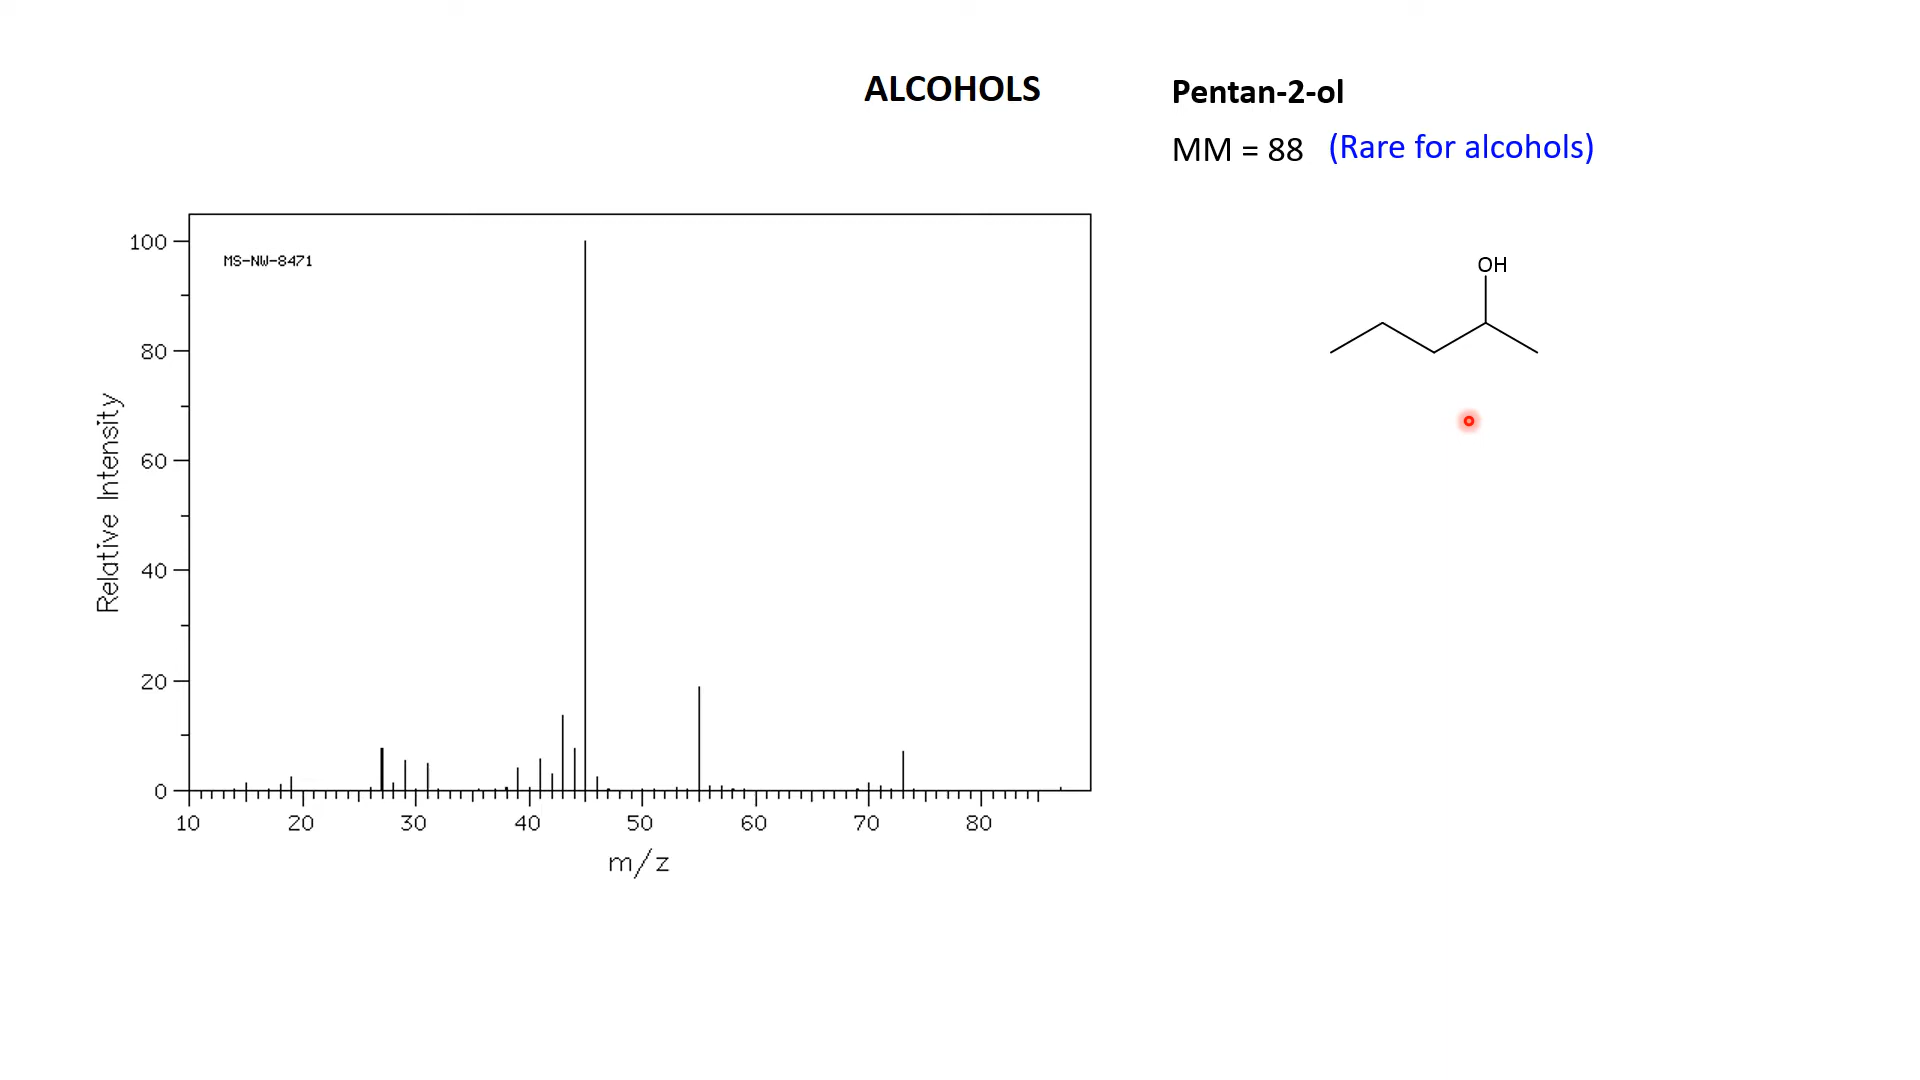 ALCOHOLS
Pentan-2-ol
MM = 88 (Rare for alcohols)
MS-NW-8471
100
80
60
40
20
0
Relative Intensity
10 20 30 40 50 60 70 80
m/z
OH